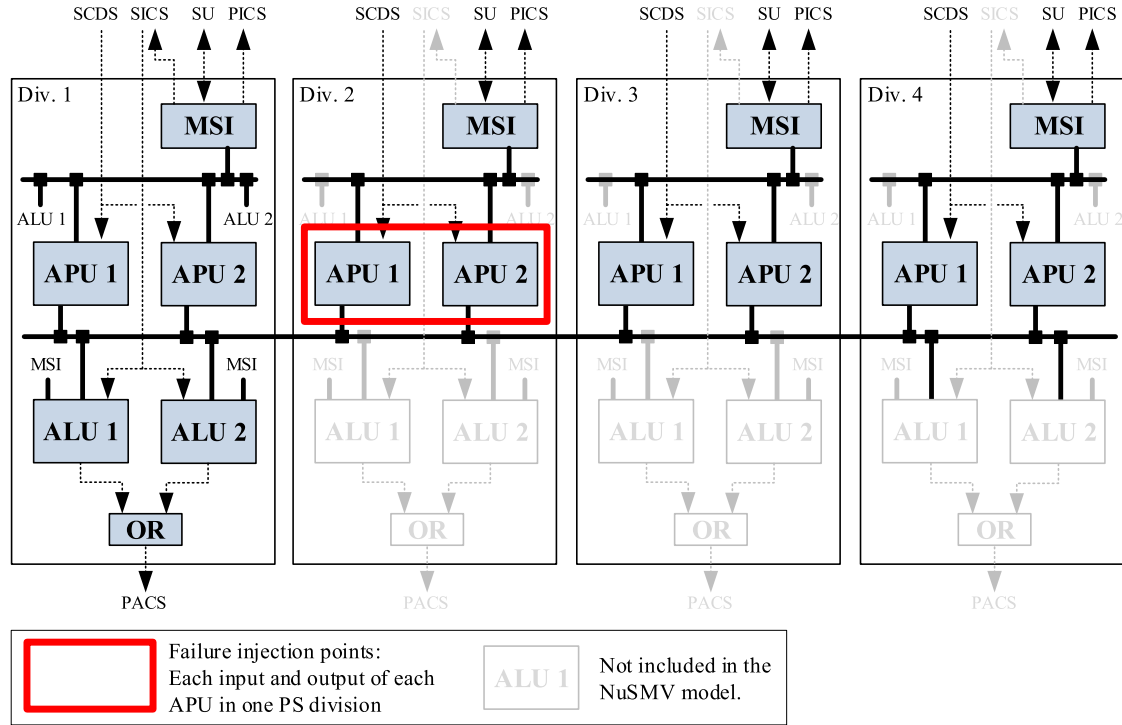 SCDS SICS SU PICS SCDS SICS SU PICS SCDS SICS SU PICS SCDS SICS SU PICS
Div. 1 Div. 2 Div. 3 Div. 4
MSI MSI MSI MSI
ALU 1 ALU 2 ALU 1 ALU 2 ALU 1 ALU 2 ALU 1 ALU 2
APU 1 APU 2 APU 1 APU 2 APU 1 APU 2 APU 1 APU 2
MSI MSI MSI MSI MSI MSI MSI MSI
ALU 1 ALU 2 ALU 1 ALU 2 ALU 1 ALU 2 ALU 1 ALU 2
OR OR OR OR
PACS PACS PACS PACS
Failure injection points:
Each input and output of each
APU in one PS division
ALU 1
Not included in the
NuSMV model.